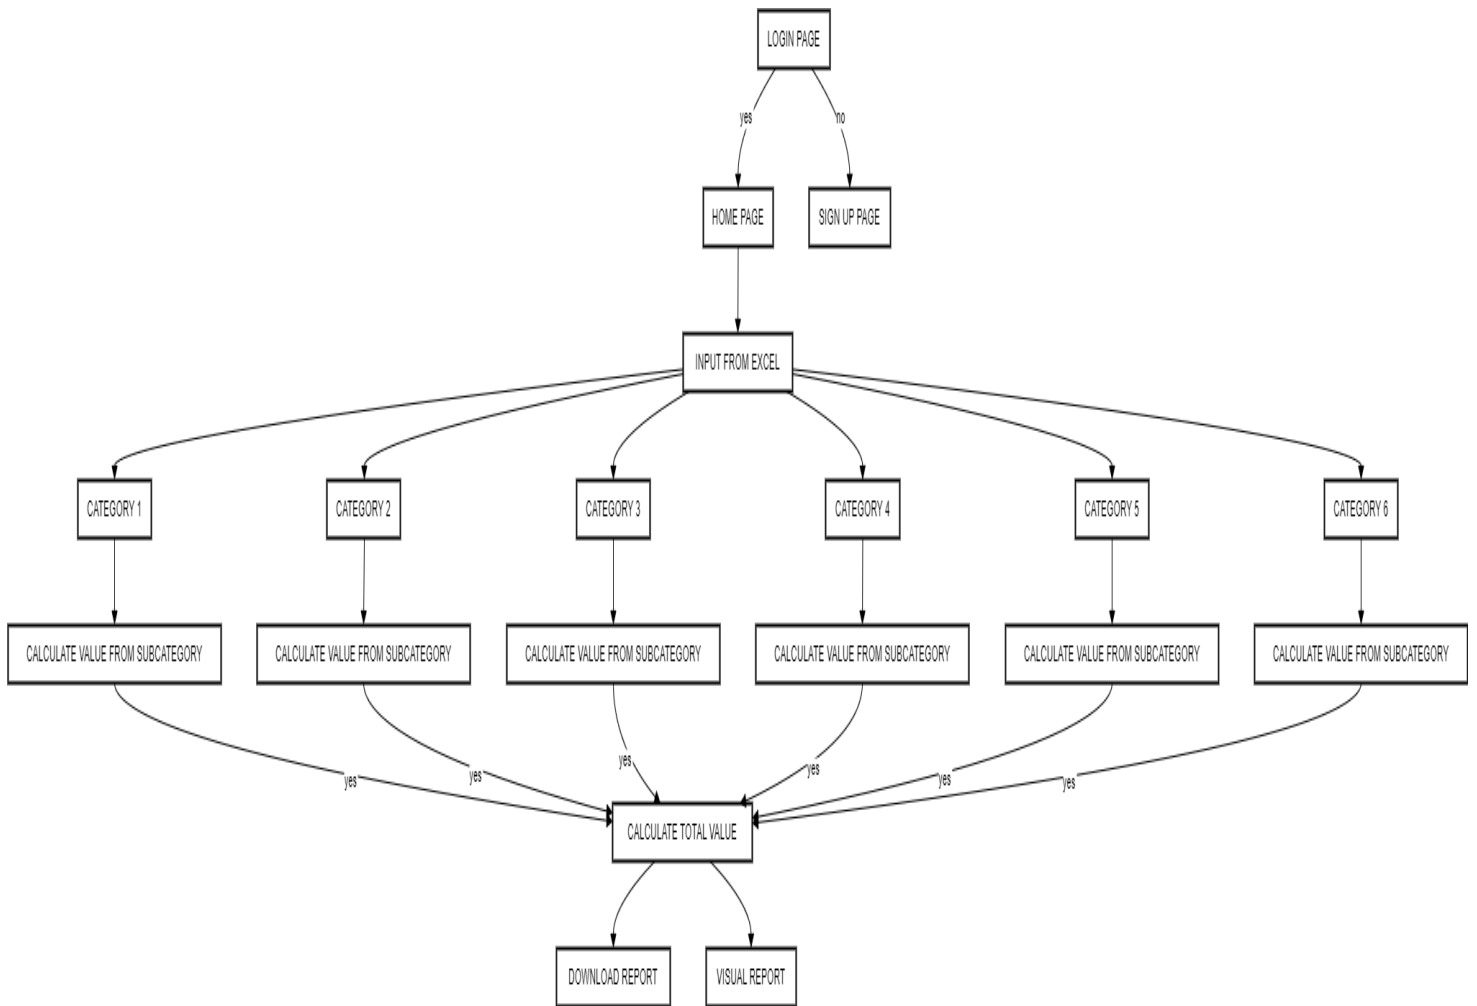 LOGIN PAGE
yes
no
HOME PAGE
SIGN UP PAGE
INPUT FROM EXCEL
CATEGORY 1
CATEGORY 2
CATEGORY 3
CATEGORY 4
CATEGORY 5
CATEGORY 6
CALCULATE VALUE FROM SUBCATEGORY
CALCULATE VALUE FROM SUBCATEGORY
CALCULATE VALUE FROM SUBCATEGORY
CALCULATE VALUE FROM SUBCATEGORY
CALCULATE VALUE FROM SUBCATEGORY
CALCULATE VALUE FROM SUBCATEGORY
yes
yes
yes
yes
yes
yes
CALCULATE TOTAL VALUE
DOWNLOAD REPORT
VISUAL REPORT